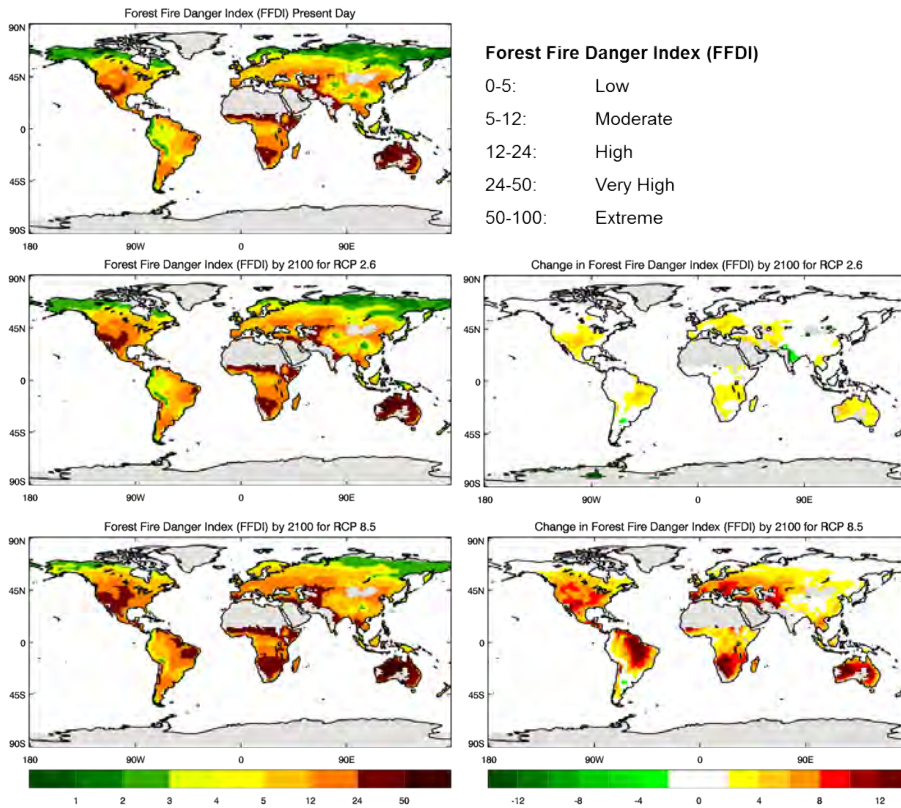 Forest Fire Danger Index (FFDI) Present Day
90N
45N
0
45S
90S
180 90W 0 90E
Forest Fire Danger Index (FFDI)
0-5: Low
5-12: Moderate
12-24: High
24-50: Very High
50-100: Extreme
Forest Fire Danger Index (FFDI) by 2100 for RCP 2.6
90N
45N
0
45S
90S
180 90W 0 90E
Change in Forest Fire Danger Index (FFDI) by 2100 for RCP 2.6
90N
45N
0
45S
90S
180 90W 0 90E
Forest Fire Danger Index (FFDI) by 2100 for RCP 8.5
90N
45N
0
45S
90S
180 90W 0 90E
1 2 3 4 5 12 24 50
Change in Forest Fire Danger Index (FFDI) by 2100 for RCP 8.5
90N
45N
0
45S
90S
180 90W 0 90E
-12 -8 -4 0 4 8 12